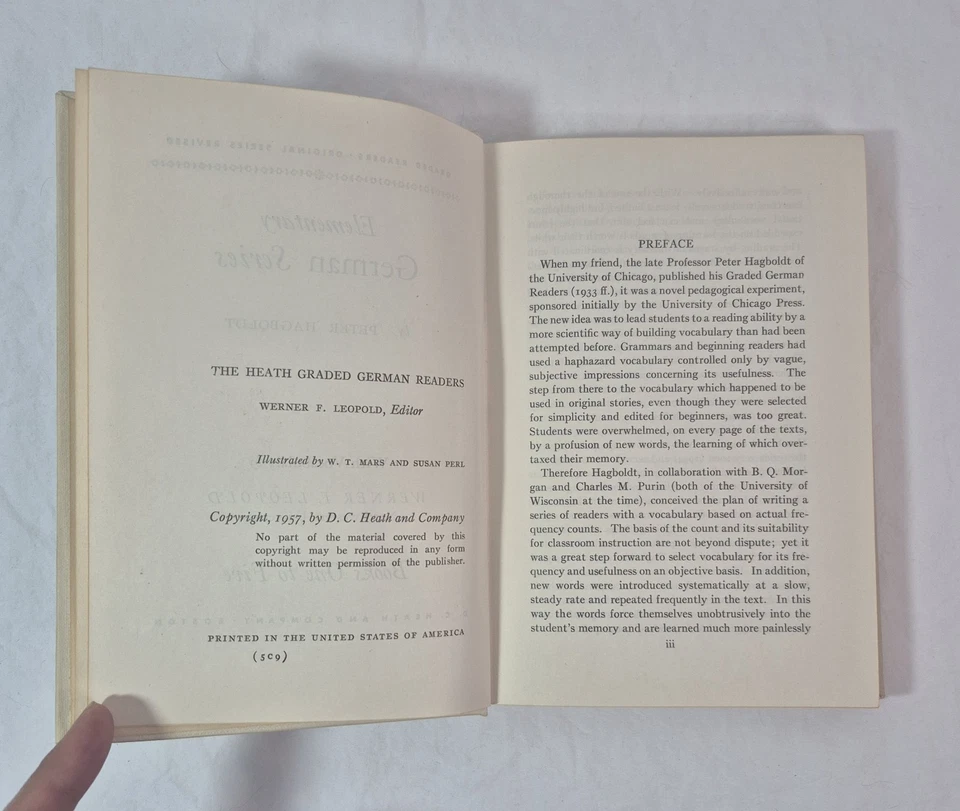 THE HEATH GRADED GERMAN READERS
WERNER F. LEOPOLD, Editor
Illustrated by W. T. MARS AND SUSAN PERL
Copyright, 1957, by D. C. Heath and Company
No part of the material covered by this
copyright may be reproduced in any form
without written permission of the publisher.
PRINTED IN THE UNITED STATES OF AMERICA
(5C9)
PREFACE
When my friend, the late Professor Peter Hagboldt of
the University of Chicago, published his Graded German
Readers (1933 ff.), it was a novel pedagogical experiment,
sponsored initially by the University of Chicago Press.
The new idea was to lead students to a reading ability by a
more scientific way of building vocabulary than had been
attempted before. Grammars and beginning readers had
used a haphazard vocabulary controlled only by vague,
subjective impressions concerning its usefulness. The
step from there to the vocabulary which happened to be
used in original stories, even though they were selected
for simplicity and edited for beginners, was too great.
Students were overwhelmed, on every page of the texts,
by a profusion of new words, the learning of which over-
taxed their memory.
Therefore Hagboldt, in collaboration with B. Q. Mor-
gan and Charles M. Purin (both of the University of
Wisconsin at the time), conceived the plan of writing a
series of readers with a vocabulary based on actual fre-
quency counts. The basis of the count and its suitability
for classroom instruction are not beyond dispute; yet it
was a great step forward to select vocabulary for its fre-
quency and usefulness on an objective basis. In addition,
new words were introduced systematically at a slow,
steady rate and repeated frequently in the text. In this
way the words force themselves unobtrusively into the
student's memory and are learned much more painlessly
iii